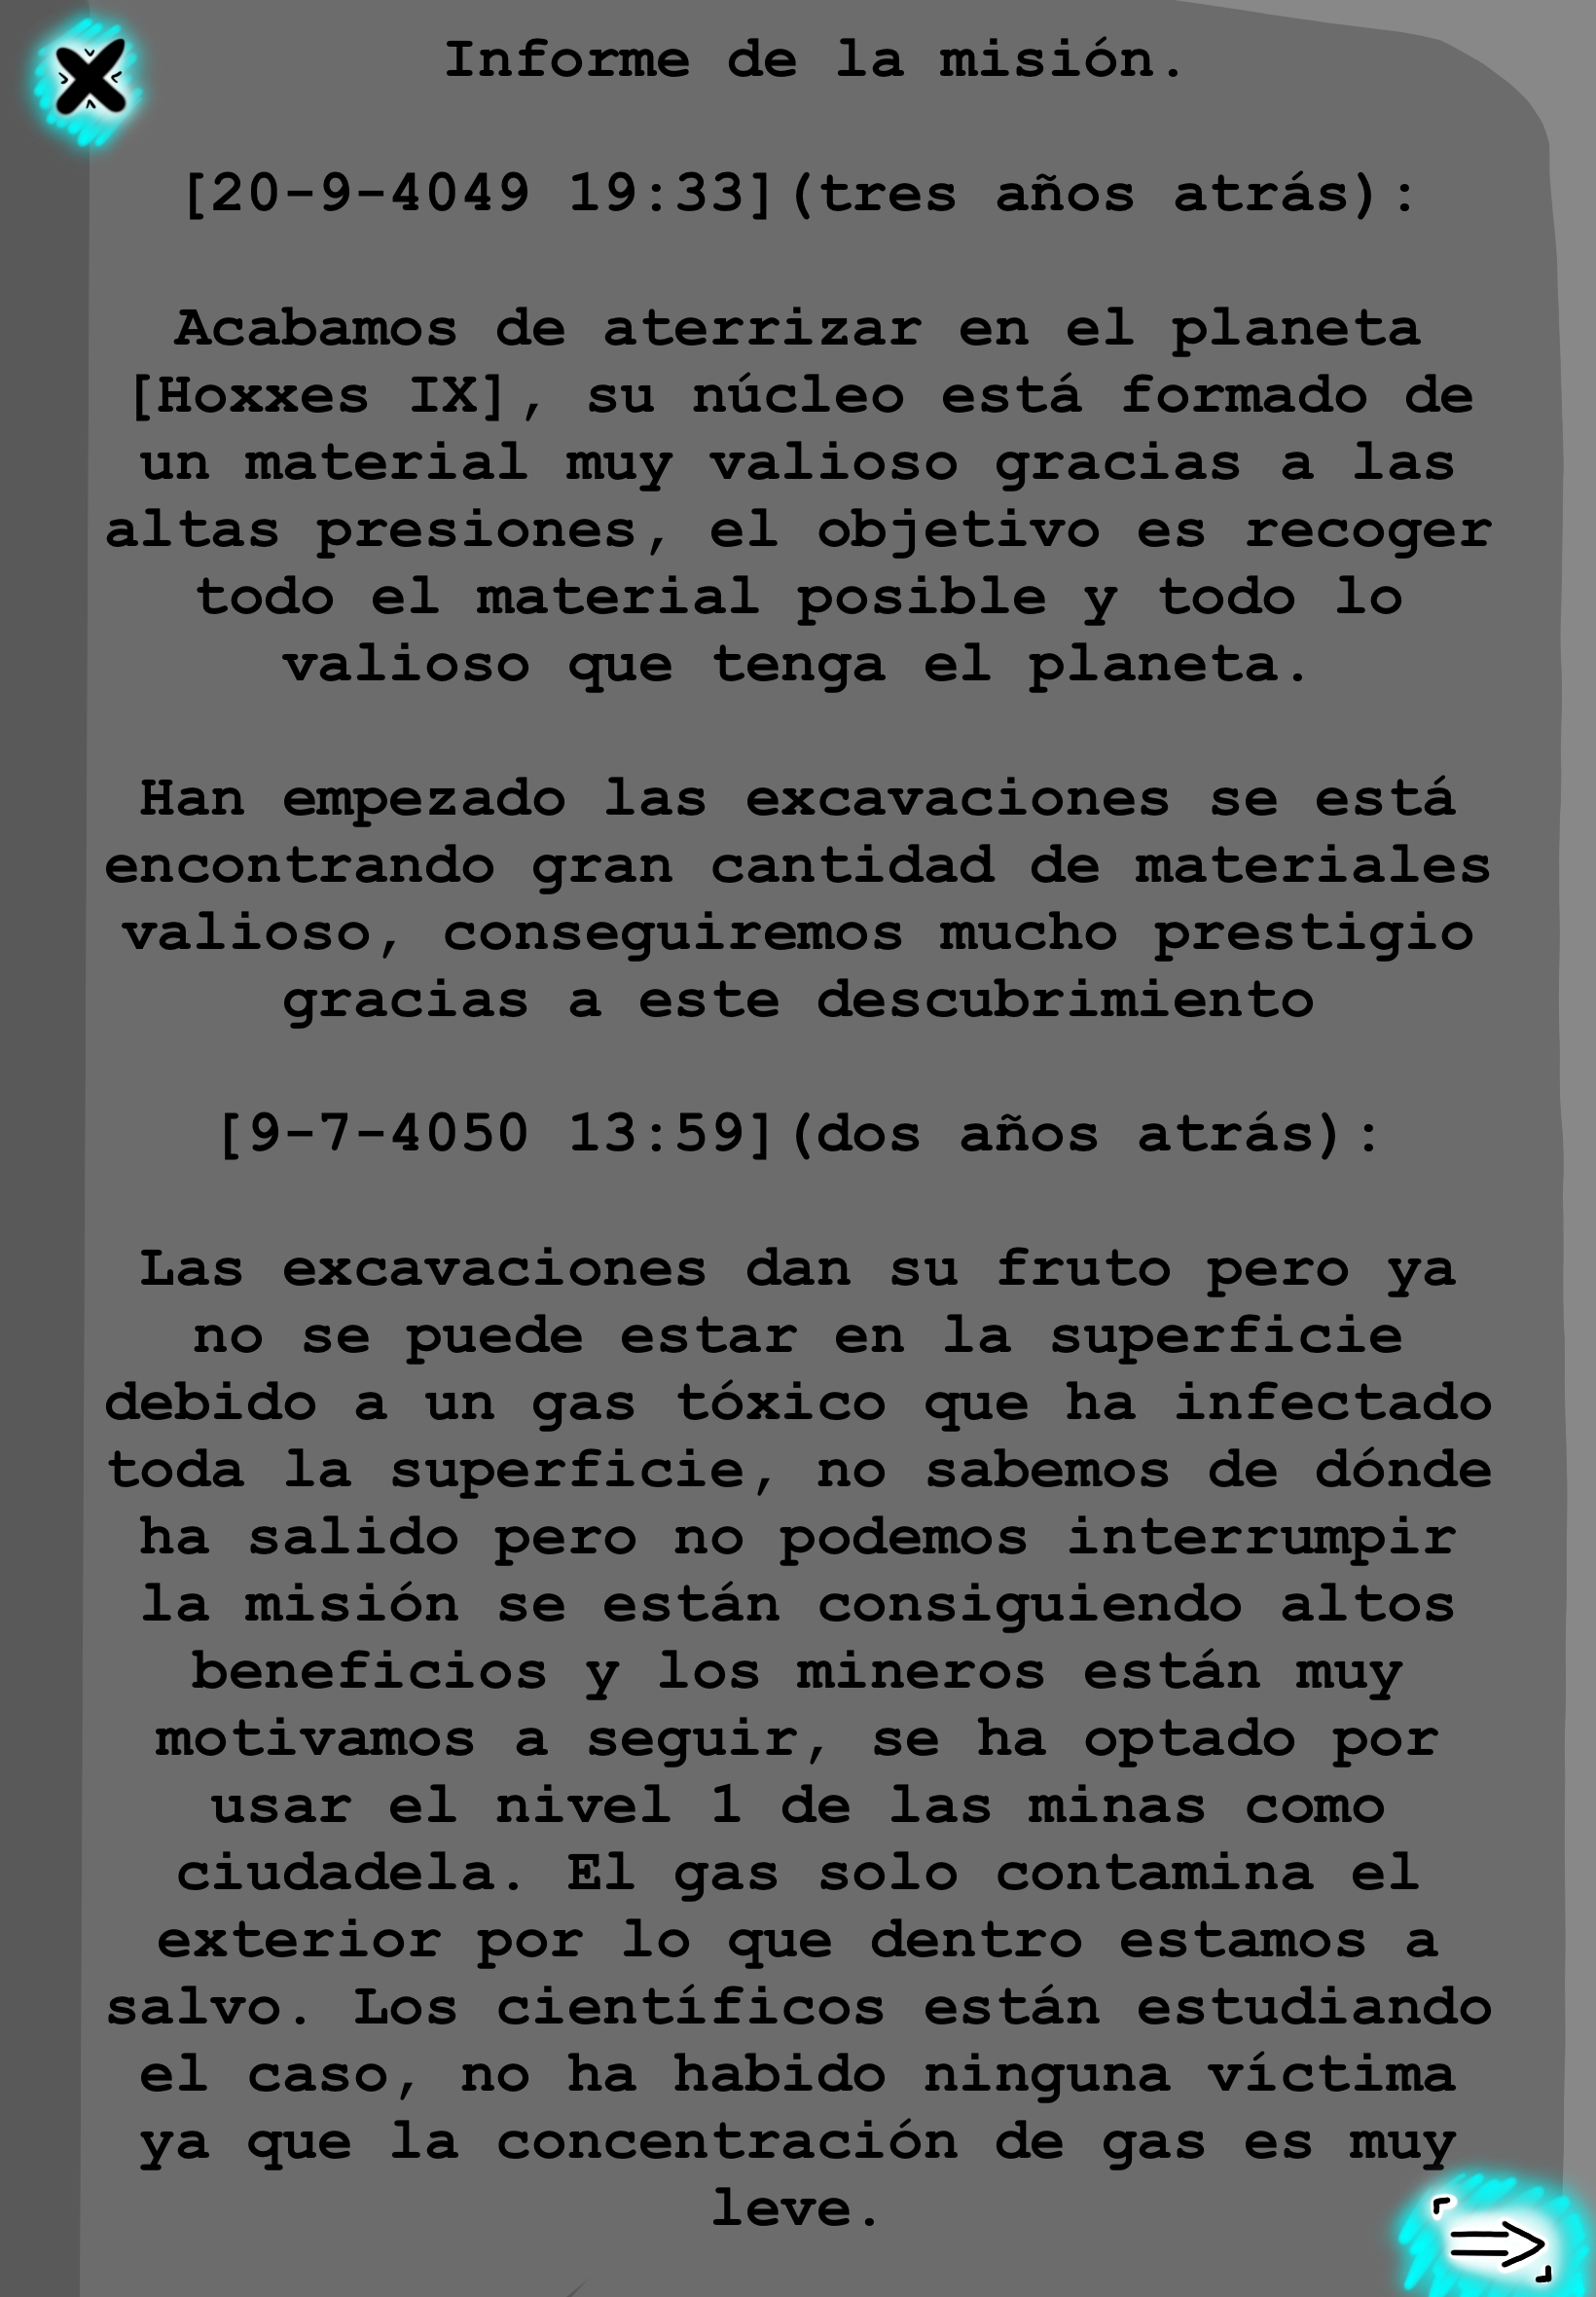 Informe de la misión.
[20-9-4049 19:33](tres años atrás):
Acabamos de aterrizar en el planeta
[Hoxxes IX], su núcleo está formado de
un material muy valioso gracias a las
altas presiones, el objetivo es recoger
todo el material posible y todo lo
valioso que tenga el planeta.
Han empezado las excavaciones se está
encontrando gran cantidad de materiales
valioso, conseguiremos mucho prestigio
gracias a este descubrimiento
[9-7-4050 13:59](dos años atrás):
Las excavaciones dan su fruto pero ya
no se puede estar en la superficie
debido a un gas tóxico que ha infectado
toda la superficie, no sabemos de dónde
ha salido pero no podemos interrumpir
la misión se están consiguiendo altos
beneficios y los mineros están muy
motivamos a seguir, se ha optado por
usar el nivel 1 de las minas como
ciudadela. El gas solo contamina el
exterior por lo que dentro estamos a
salvo. Los científicos están estudiando
el caso, no ha habido ninguna víctima
ya que la concentración de gas es muy
leve.